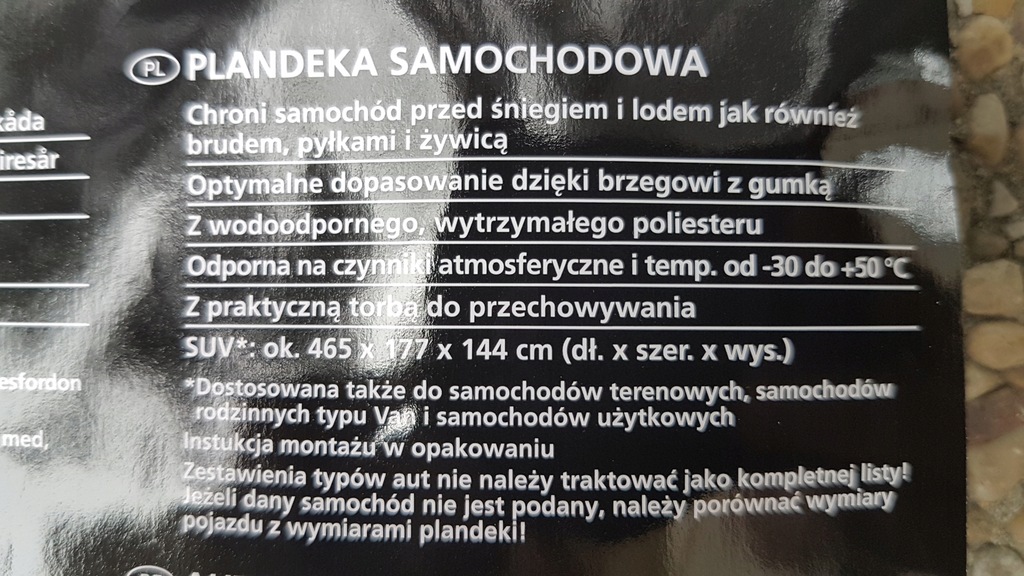 PL PLANDEKA SAMOCHODOWA
Chroni samochód przed śniegiem i lodem jak również
brudem, pyłkami i żywicą
Optymalne dopasowanie dzięki brzegowi z gumką
Z wodoodpornego, wytrzymałego poliesteru
Odporna na czynniki atmosferyczne i temp. od -30 do +50 °C
Z praktyczną torbą do przechowywania
SUV*: ok. 465 x 177 x 144 cm (dł. x szer. x wys.)
*Dostosowana także do samochodów terenowych, samochodów
rodzinnych typu Van i samochodów użytkowych
Instukcja montażu w opakowaniu
Zestawienia typów aut nie należy traktować jako kompletnej listy!
Jeżeli dany samochód nie jest podany, należy porównać wymiary
pojazdu z wymiarami plandeki!
med,